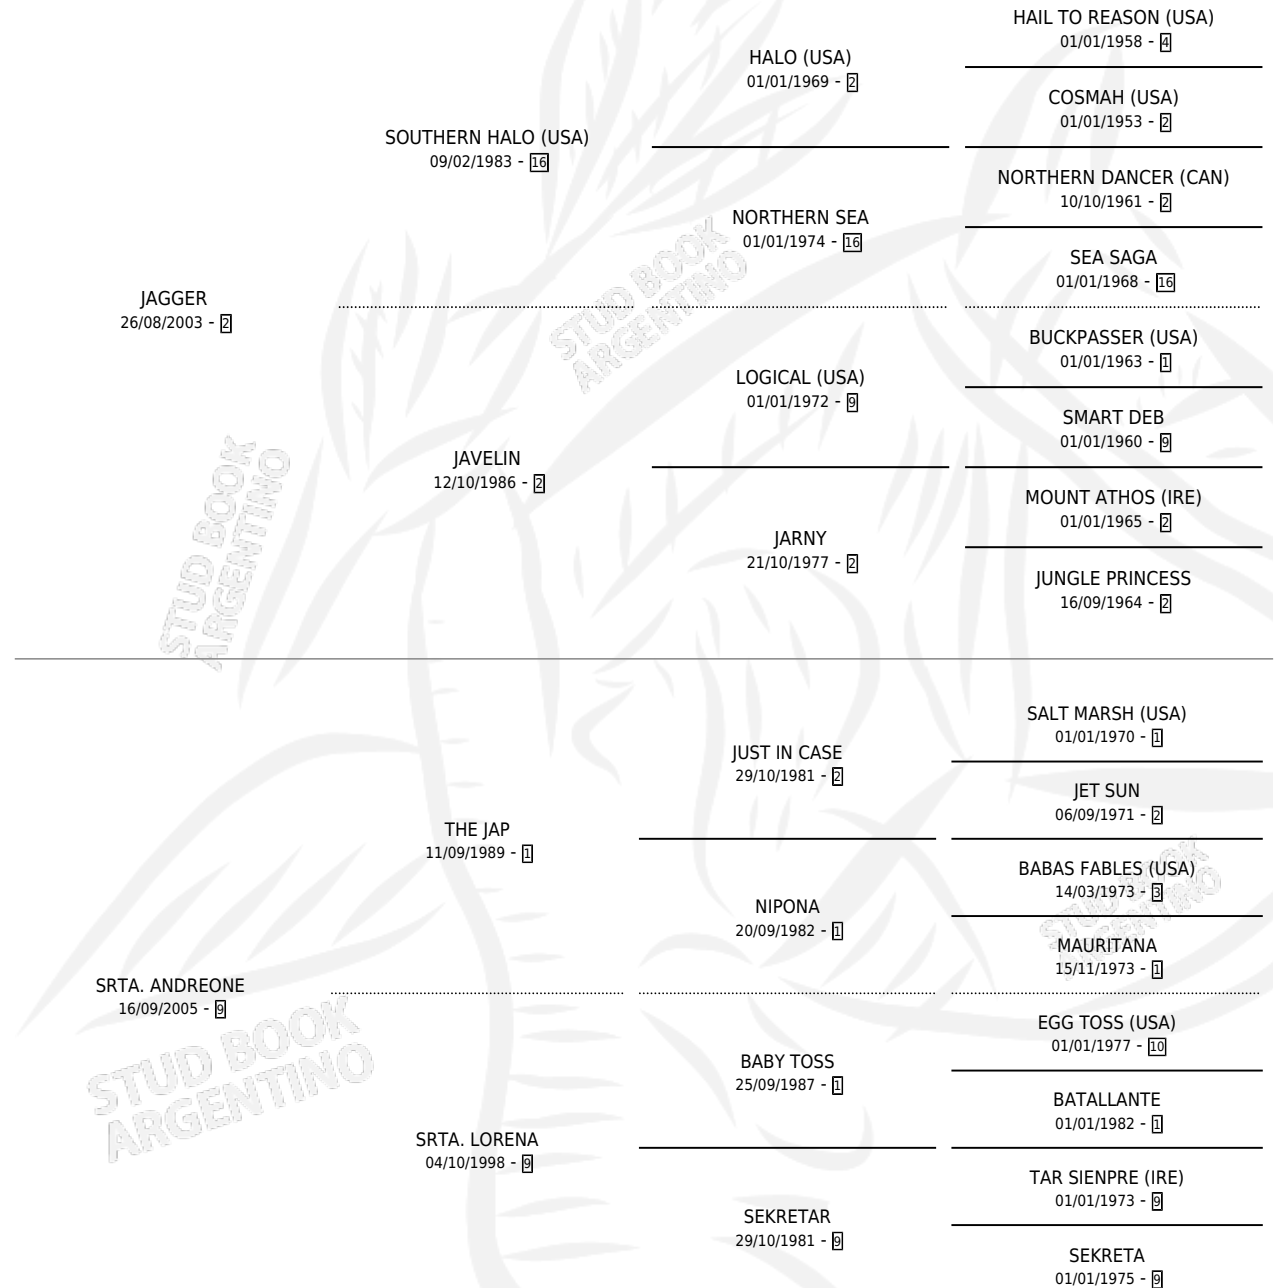 HAIL TO REASON (USA)
01/01/1958 - 4
HALO (USA)
01/01/1969 - 2
COSMAH (USA)
01/01/1953 - 2
SOUTHERN HALO (USA)
09/02/1983 - 16
NORTHERN DANCER (CAN)
10/10/1961 - 2
NORTHERN SEA
01/01/1974 - 16
SEA SAGA
01/01/1968 - 16
JAGGER
26/08/2003 - 2
BUCKPASSER (USA)
01/01/1963 - 1
LOGICAL (USA)
01/01/1972 - 9
SMART DEB
01/01/1960 - 9
JAVELIN
12/10/1986 - 2
MOUNT ATHOS (IRE)
01/01/1965 - 2
JARNY
21/10/1977 - 2
JUNGLE PRINCESS
16/09/1964 - 2
SALT MARSH (USA)
01/01/1970 - 1
JUST IN CASE
29/10/1981 - 2
JET SUN
06/09/1971 - 2
THE JAP
11/09/1989 - 1
BABAS FABLES (USA)
14/03/1973 - 3
NIPONA
20/09/1982 - 1
MAURITANA
15/11/1973 - 1
SRTA. ANDREONE
16/09/2005 - 9
EGG TOSS (USA)
01/01/1977 - 10
BABY TOSS
25/09/1987 - 1
BATALLANTE
01/01/1982 - 1
SRTA. LORENA
04/10/1998 - 9
TAR SIENPRE (IRE)
01/01/1973 - 9
SEKRETAR
29/10/1981 - 9
SEKRETA
01/01/1975 - 9
STUD BOOK
ARGENTINO
STUD BOOK
ARGENTINO
STUD BOOK
ARGENTINO
STUD BOOK
ARGENTINO